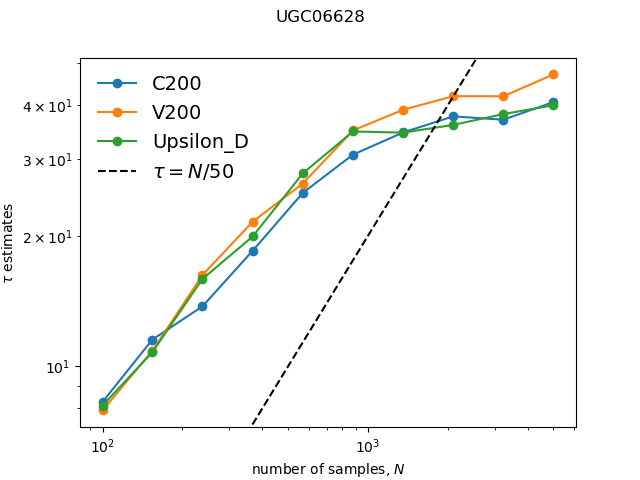 UGC06628
C200
V200
Upsilon_D
τ = N/50
4 × 10¹
3 × 10¹
2 × 10¹
10¹
τ estimates
10² 10³
number of samples, N